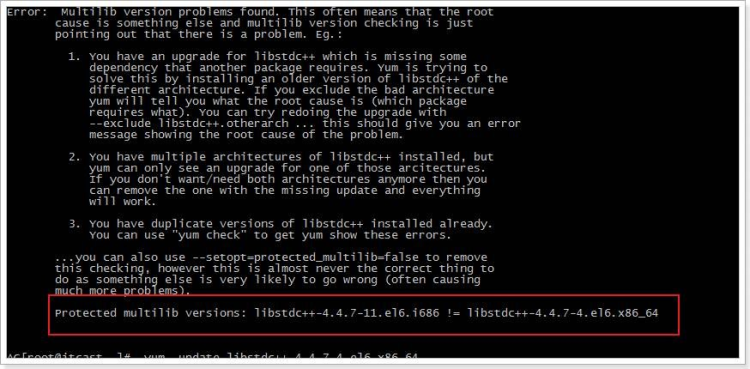 Error:  Multilib version problems found. This often means that the root
cause is something else and multilib version checking is just
pointing out that there is a problem. Eg.:
1. You have an upgrade for libstdc++ which is missing some
dependency that another package requires. Yum is trying to
solve this by installing an older version of libstdc++ of the
different architecture. If you exclude the bad architecture
yum will tell you what the root cause is (which package
requires what). You can try redoing the upgrade with
--exclude libstdc++.otherarch ... this should give you an error
message showing the root cause of the problem.
2. You have multiple architectures of libstdc++ installed, but
yum can only see an upgrade for one of those arcitectures.
If you don't want/need both architectures anymore then you
can remove the one with the missing update and everything
will work.
3. You have duplicate versions of libstdc++ installed already.
You can use "yum check" to get yum show these errors.
...you can also use --setopt=protected_multilib=false to remove
this checking, however this is almost never the correct thing to
do as something else is very likely to go wrong (often causing
much more problems).
Protected multilib versions: libstdc++-4.4.7-11.el6.i686 != libstdc++-4.4.7-4.el6.x86_64
^C[root@itcast ~]# yum update libstdc++-4.4.7-4.el6.x86_64